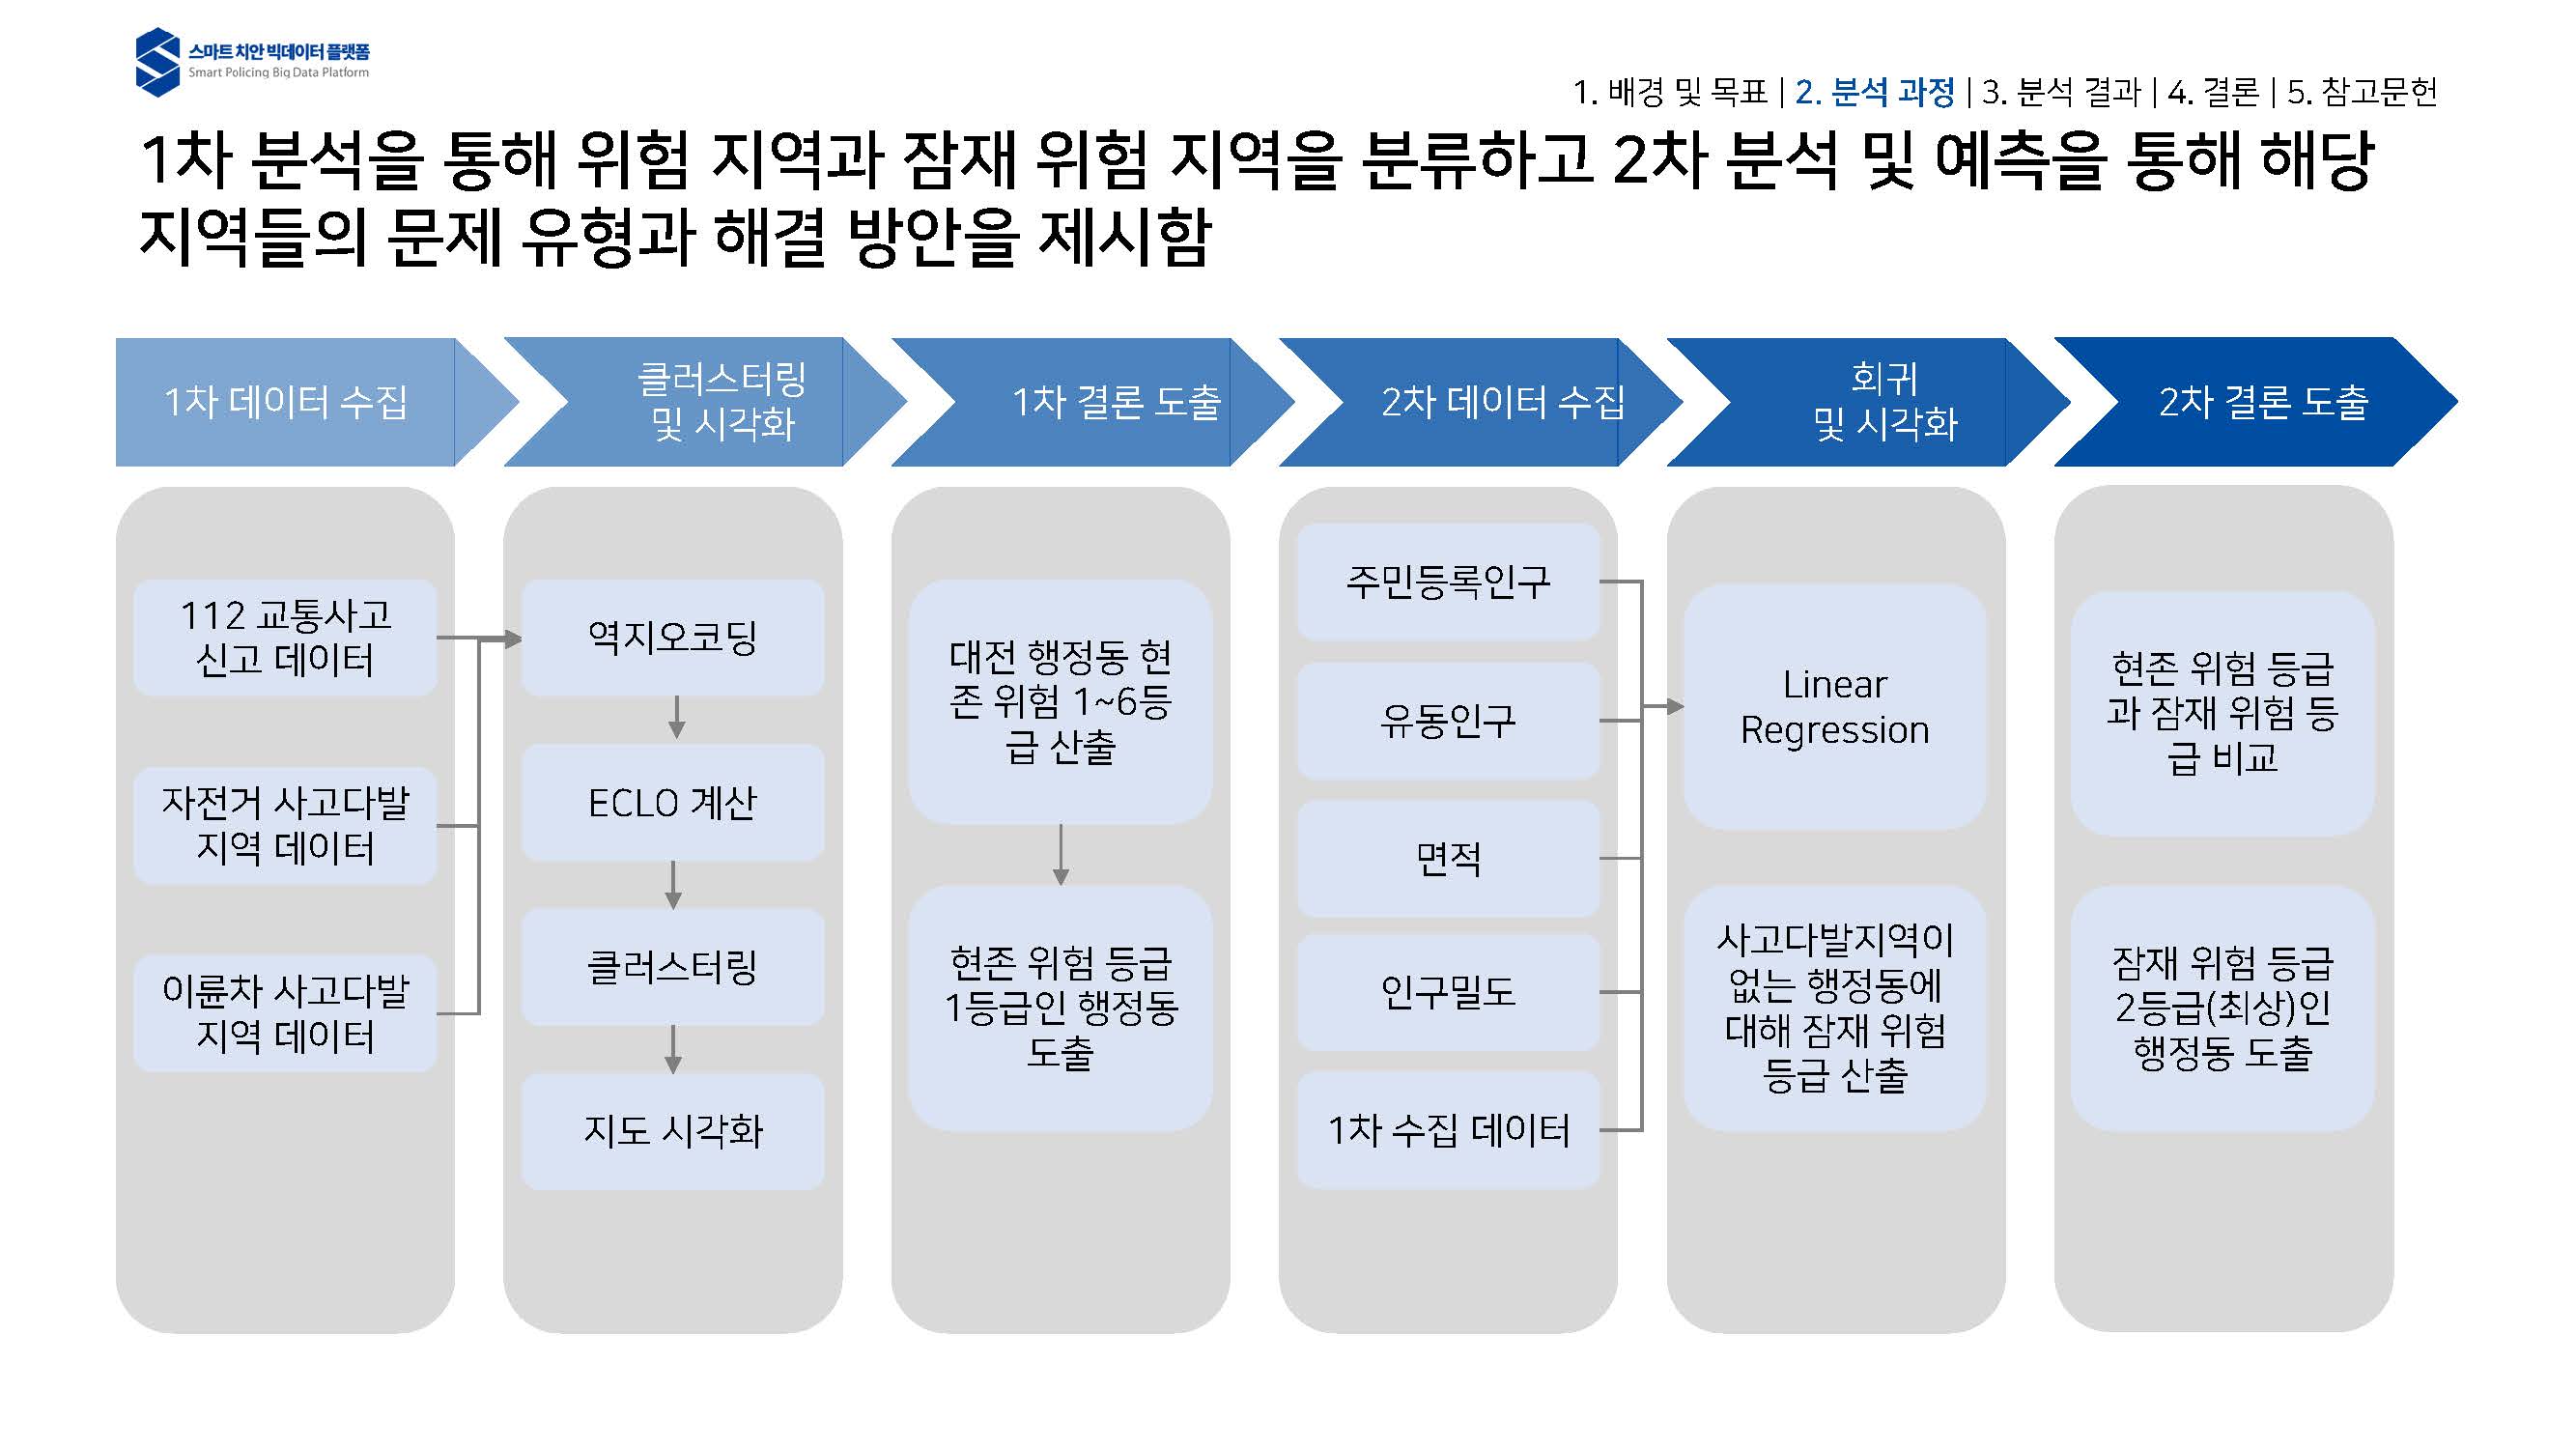 스마트 치안 빅데이터 플랫폼
Smart Policing Big Data Platform
1. 배경 및 목표 | 2. 분석 과정 | 3. 분석 결과 | 4. 결론 | 5. 참고문헌
1차 분석을 통해 위험 지역과 잠재 위험 지역을 분류하고 2차 분석 및 예측을 통해 해당
지역들의 문제 유형과 해결 방안을 제시함
1차 데이터 수집
클러스터링
및 시각화
1차 결론 도출
2차 데이터 수집
회귀
및 시각화
2차 결론 도출
112 교통사고
신고 데이터
자전거 사고다발
지역 데이터
이륜차 사고다발
지역 데이터
역지오코딩
ECLO 계산
클러스터링
지도 시각화
대전 행정동 현
존 위험 1~6등
급 산출
현존 위험 등급
1등급인 행정동
도출
주민등록인구
유동인구
면적
인구밀도
1차 수집 데이터
Linear
Regression
사고다발지역이
없는 행정동에
대해 잠재 위험
등급 산출
현존 위험 등급
과 잠재 위험 등
급 비교
잠재 위험 등급
2등급(최상)인
행정동 도출